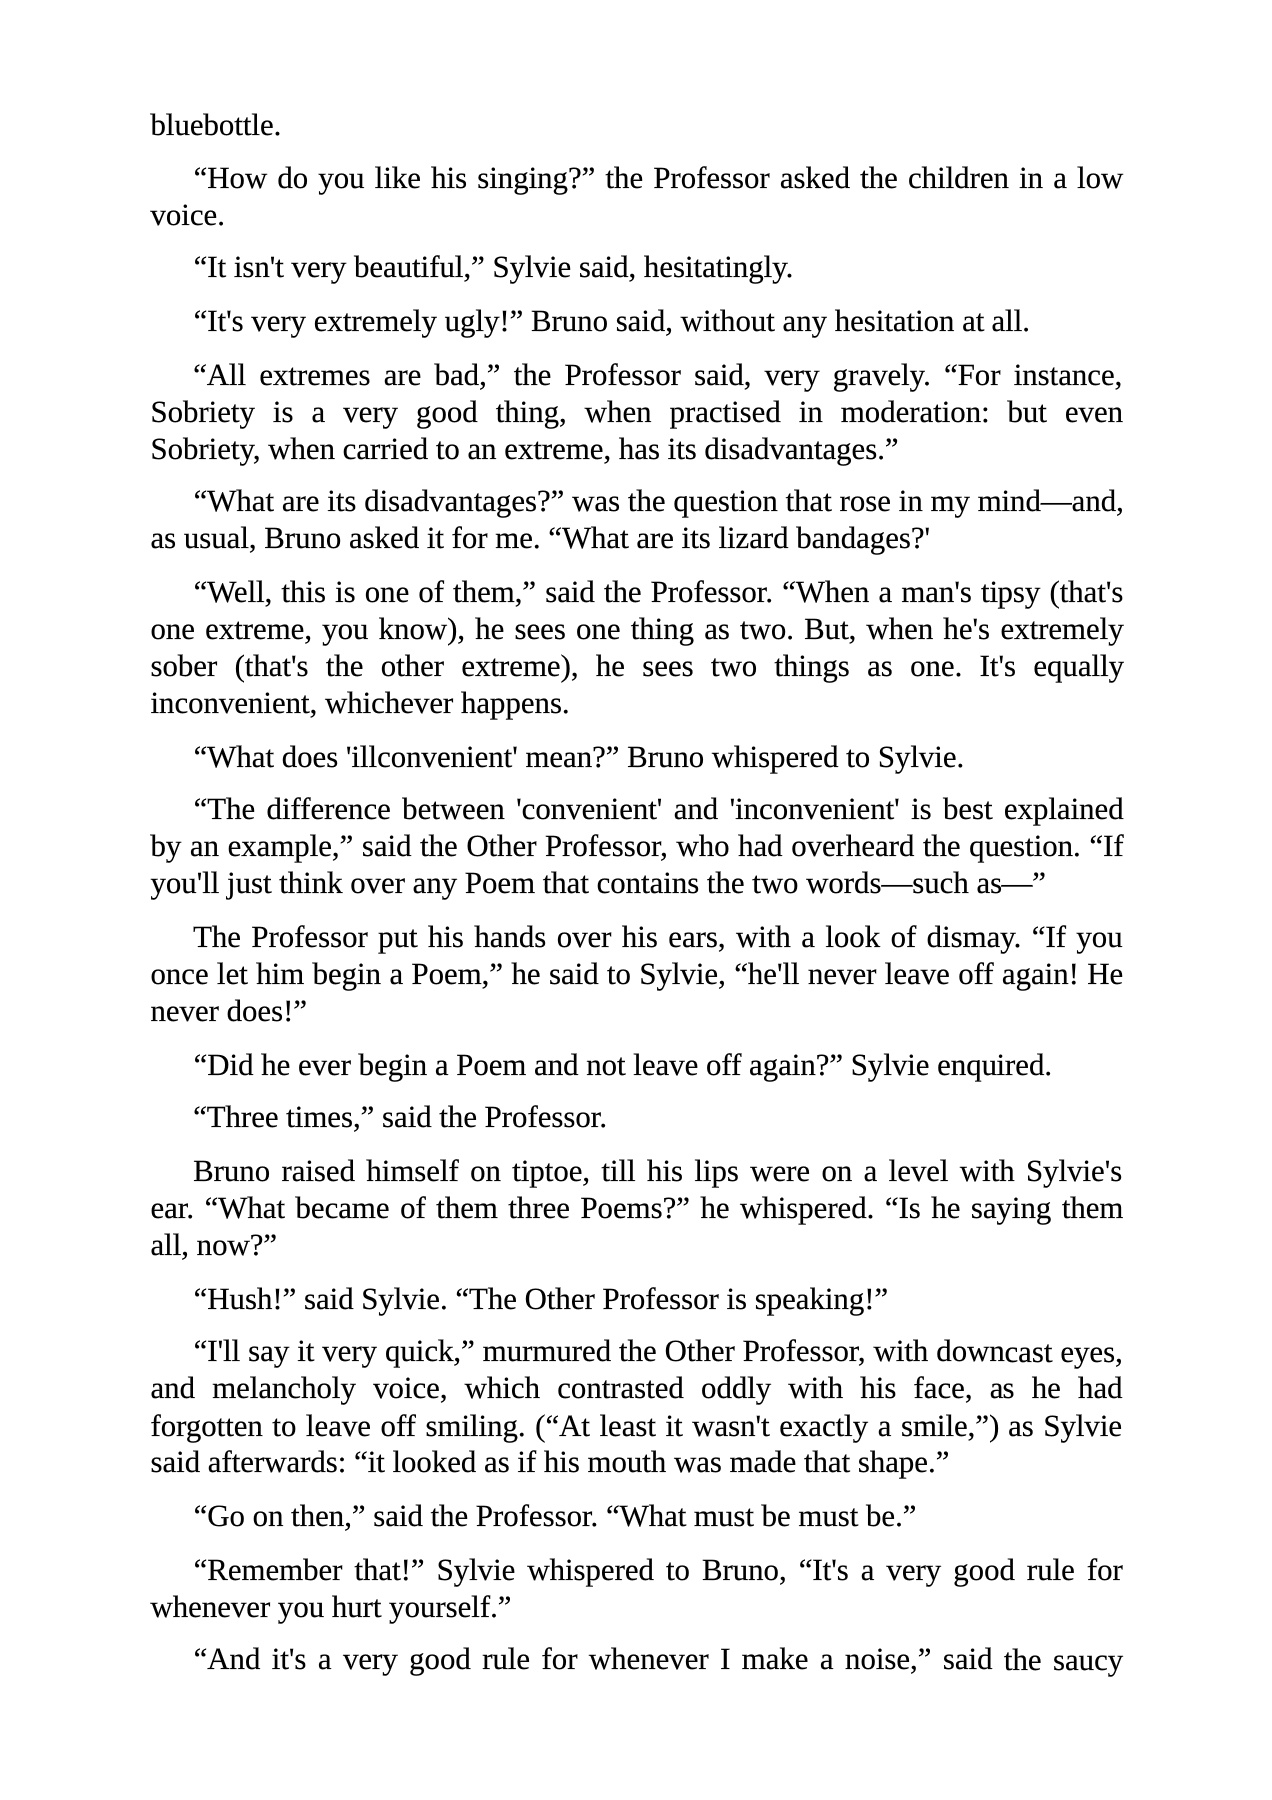 bluebottle.
“How do you like his singing?” the Professor asked the children in a low
voice.
“It isn't very beautiful,” Sylvie said, hesitatingly.
“It's very extremely ugly!” Bruno said, without any hesitation at all.
“All extremes are bad,” the Professor said, very gravely. “For instance,
Sobriety is a very good thing, when practised in moderation: but even
Sobriety, when carried to an extreme, has its disadvantages.”
“What are its disadvantages?” was the question that rose in my mind—and,
as usual, Bruno asked it for me. “What are its lizard bandages?'
“Well, this is one of them,” said the Professor. “When a man's tipsy (that's
one extreme, you know), he sees one thing as two. But, when he's extremely
sober (that's the other extreme), he sees two things as one. It's equally
inconvenient, whichever happens.
“What does 'illconvenient' mean?” Bruno whispered to Sylvie.
“The difference between 'convenient' and 'inconvenient' is best explained
by an example,” said the Other Professor, who had overheard the question. “If
you'll just think over any Poem that contains the two words—such as—”
The Professor put his hands over his ears, with a look of dismay. “If you
once let him begin a Poem,” he said to Sylvie, “he'll never leave off again! He
never does!”
“Did he ever begin a Poem and not leave off again?” Sylvie enquired.
“Three times,” said the Professor.
Bruno raised himself on tiptoe, till his lips were on a level with Sylvie's
ear. “What became of them three Poems?” he whispered. “Is he saying them
all, now?”
“Hush!” said Sylvie. “The Other Professor is speaking!”
“I'll say it very quick,” murmured the Other Professor, with downcast eyes,
and melancholy voice, which contrasted oddly with his face, as he had
forgotten to leave off smiling. (“At least it wasn't exactly a smile,”) as Sylvie
said afterwards: “it looked as if his mouth was made that shape.”
“Go on then,” said the Professor. “What must be must be.”
“Remember that!” Sylvie whispered to Bruno, “It's a very good rule for
whenever you hurt yourself.”
“And it's a very good rule for whenever I make a noise,” said the saucy